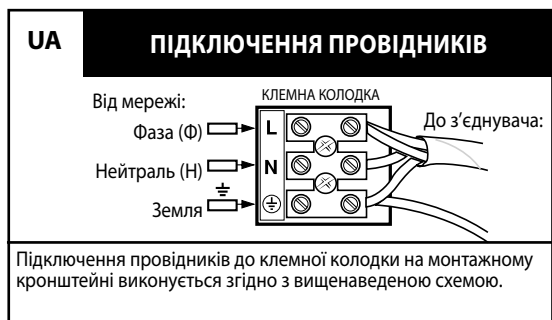 UA
ПІДКЛЮЧЕННЯ ПРОВІДНИКІВ
Від мережі:
КЛЕМНА КОЛОДКА
До з’єднувача:
Фаза (Ф)
L
Нейтраль (Н)
N
Земля
Підключення провідників до клемної колодки на монтажному
кронштейні виконується згідно з вищенаведеною схемою.